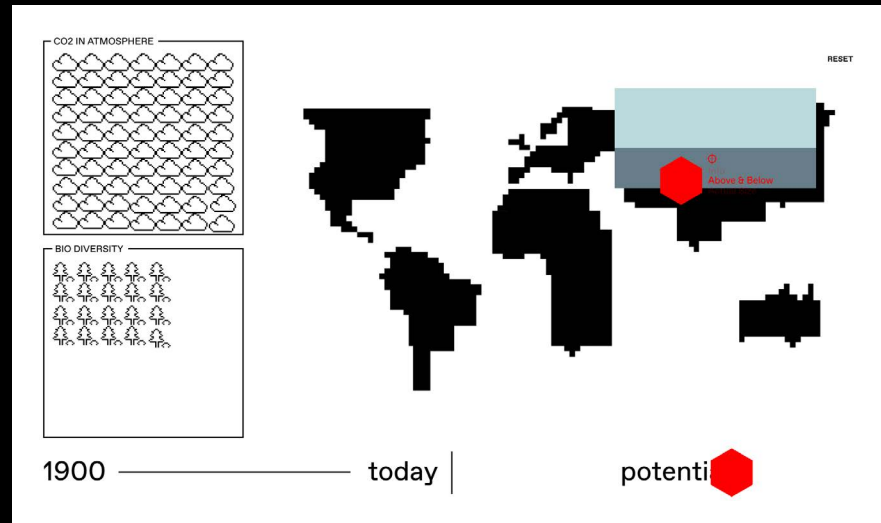 CO2 IN ATMOSPHERE
RESET
Above & Below
BIO DIVERSITY
1900
today
potenti